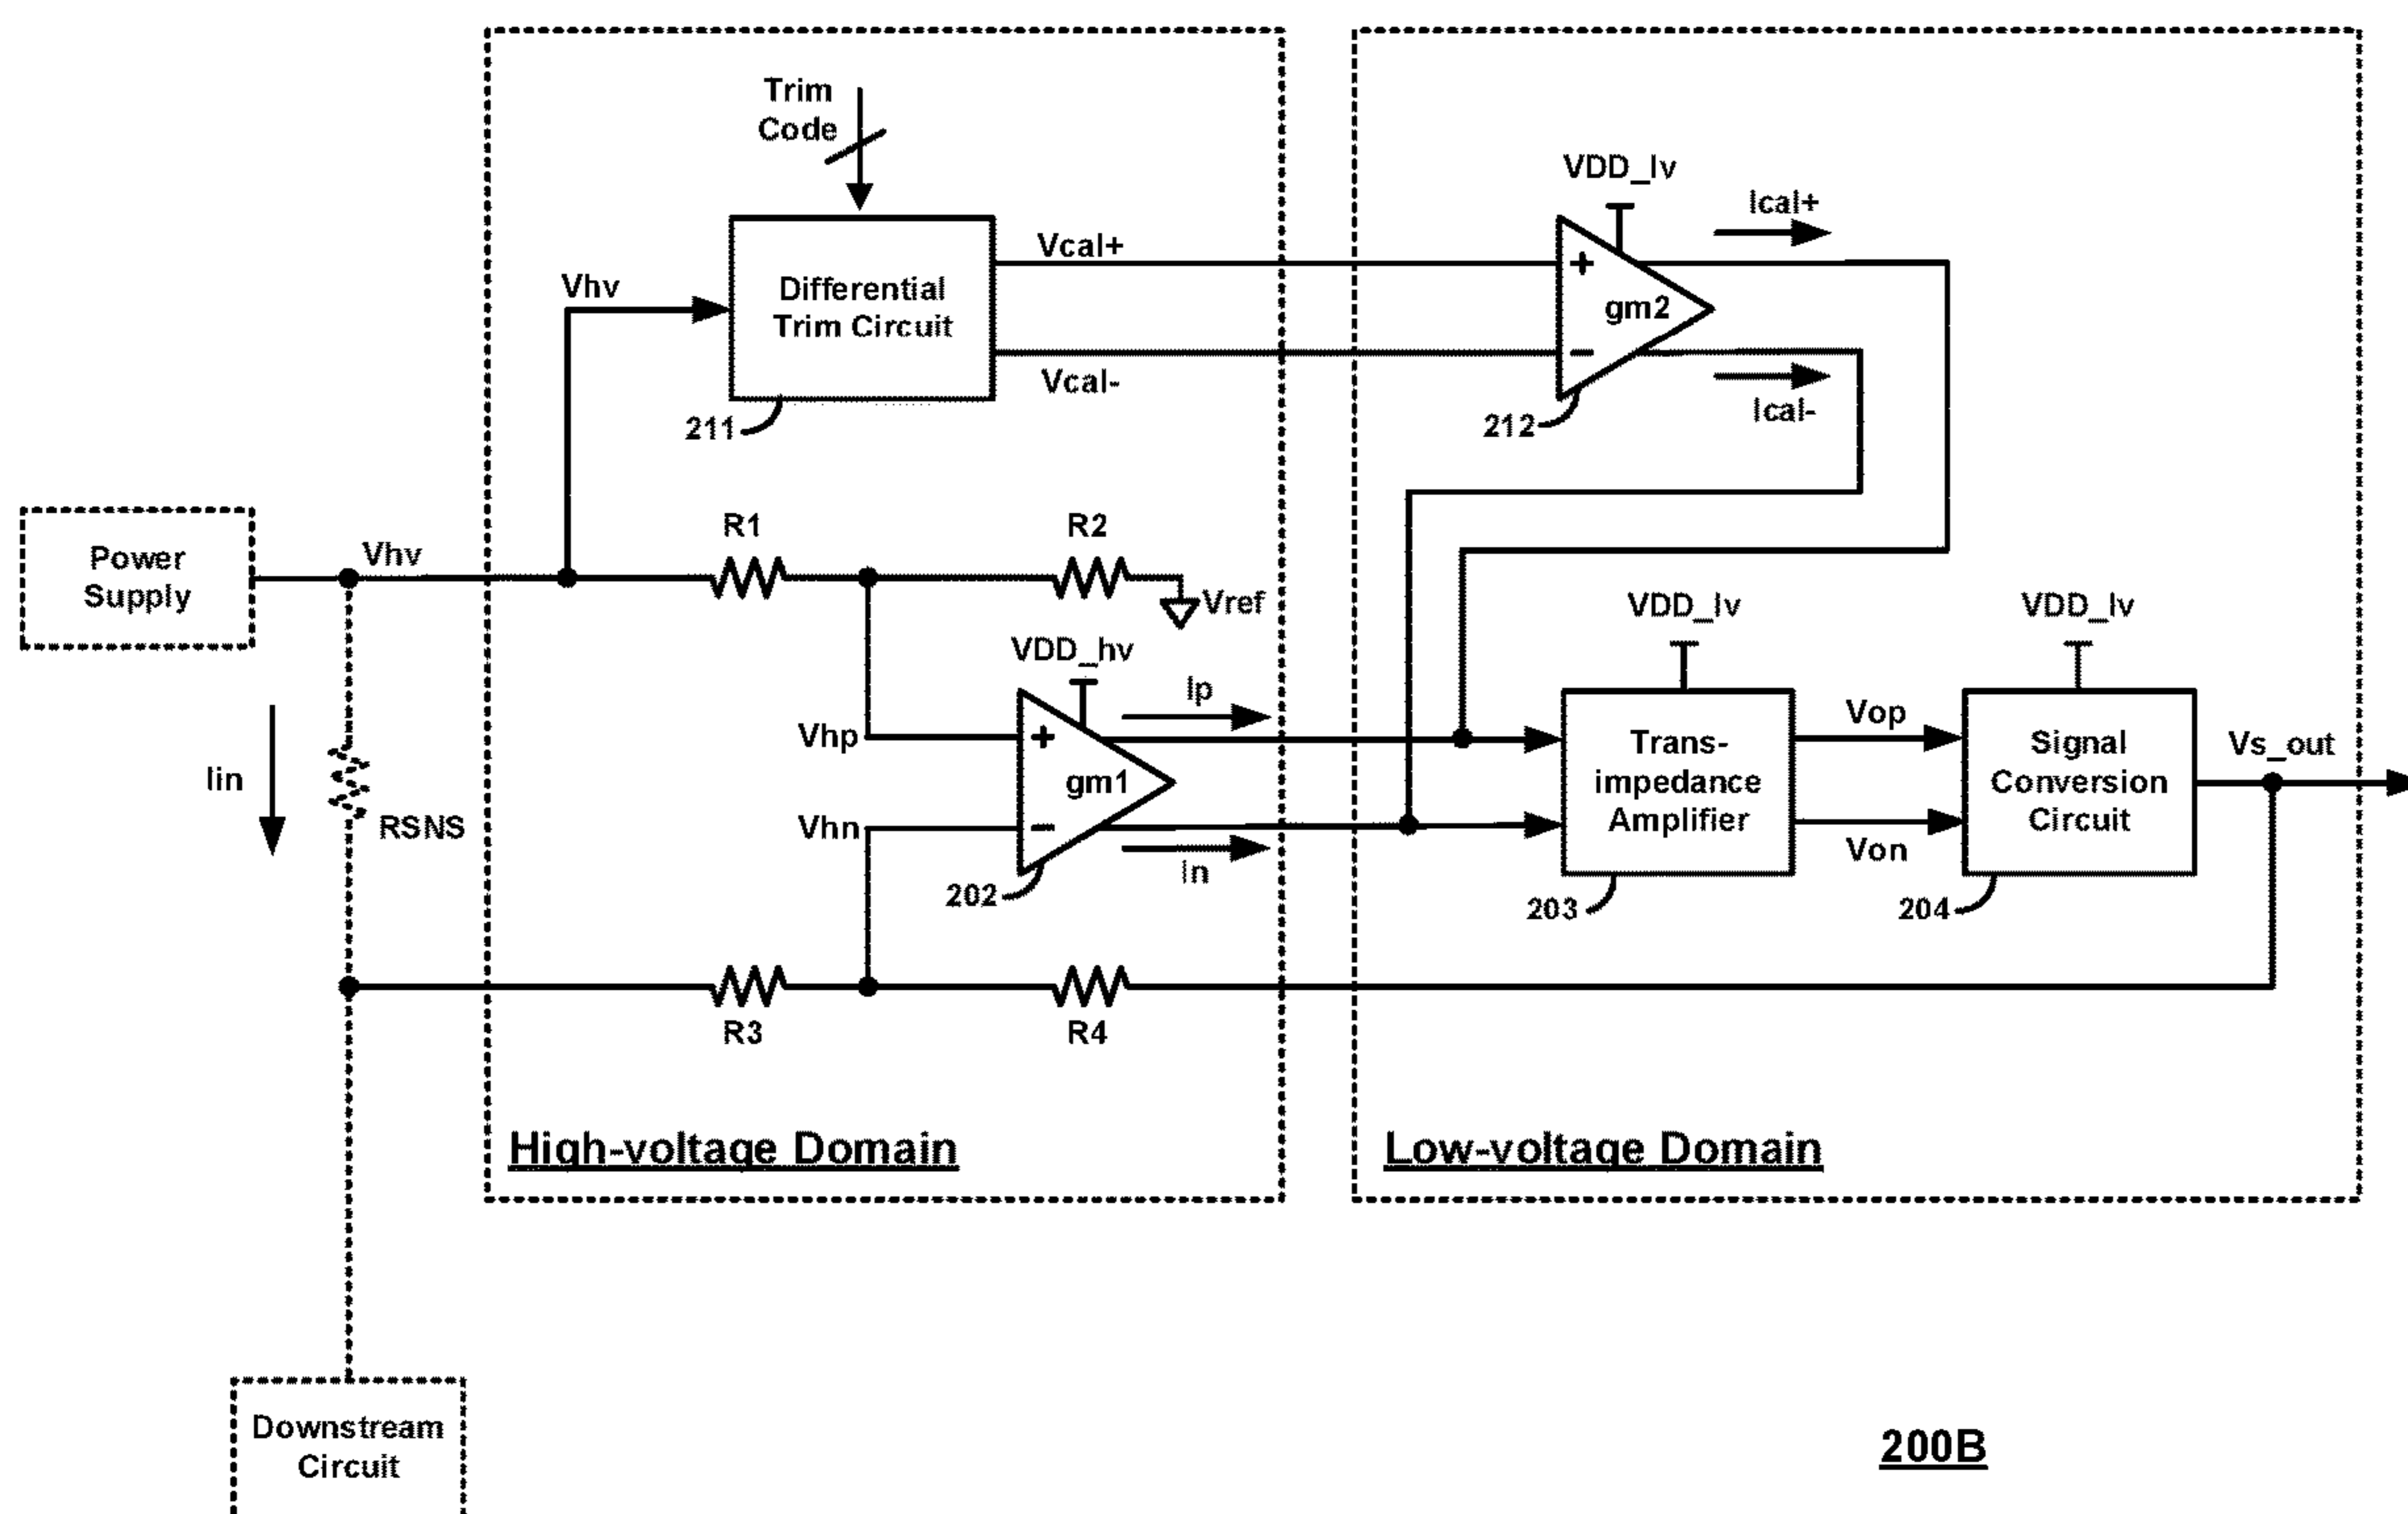 Trim
Code
Vhv
Differential
Trim Circuit
211
Vcal+
Vcal-
VDD_lv
+
gm2
-
212
Ical+
Ical-
Power
Supply
Vhv
R1
R2
Vref
Iin
RSNS
VDD_hv
Vhp
+
gm1
Vhn
-
202
Ip
In
VDD_lv
Trans-
impedance
Amplifier
203
Vop
Von
VDD_lv
Signal
Conversion
Circuit
204
Vs_out
R3
R4
High-voltage Domain
Low-voltage Domain
Downstream
Circuit
200B